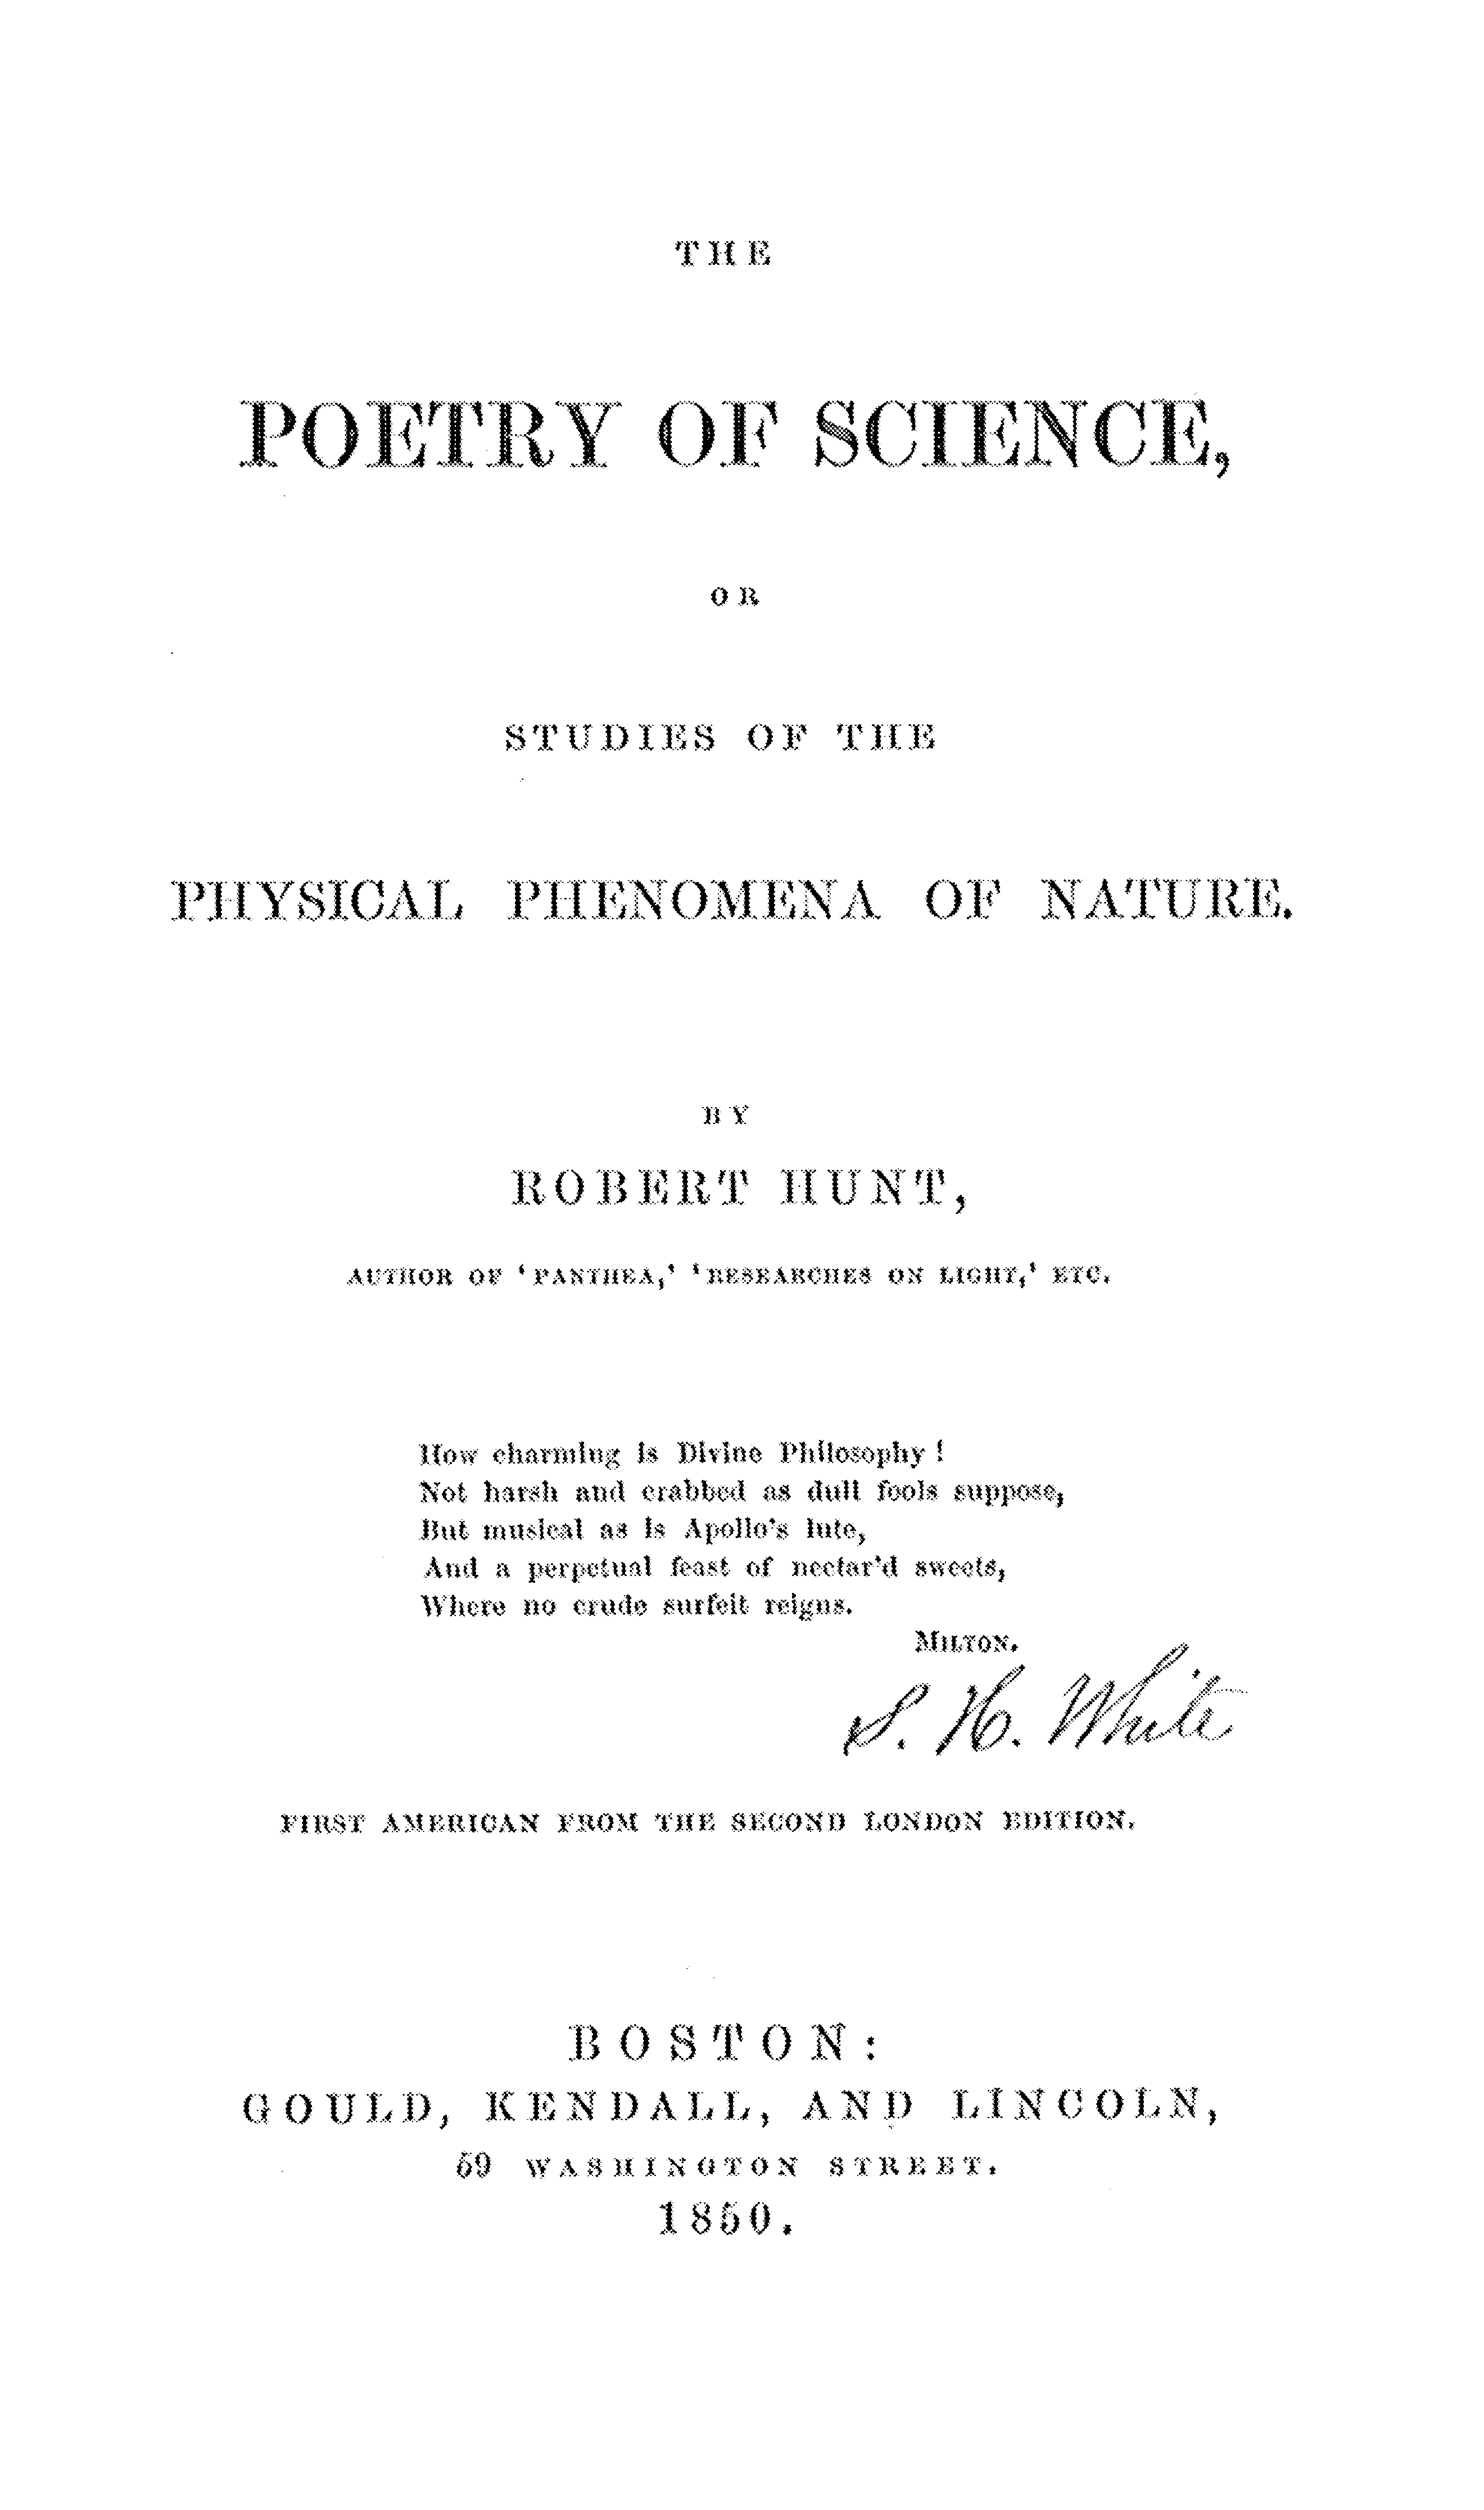 THE
POETRY OF SCIENCE,
OR
STUDIES OF THE
PHYSICAL PHENOMENA OF NATURE.
BY
ROBERT HUNT,
AUTHOR OF ‘PANTHEA,’ ‘RESEARCHES ON LIGHT,’ ETC.
How charming is Divine Philosophy!
Not harsh and crabbed as dull fools suppose,
But musical as is Apollo's lute,
And a perpetual feast of nectar'd sweets,
Where no crude surfeit reigns.
MILTON.
S. H. White
FIRST AMERICAN FROM THE SECOND LONDON EDITION.
BOSTON:
GOULD, KENDALL, AND LINCOLN,
59 WASHINGTON STREET.
1850.